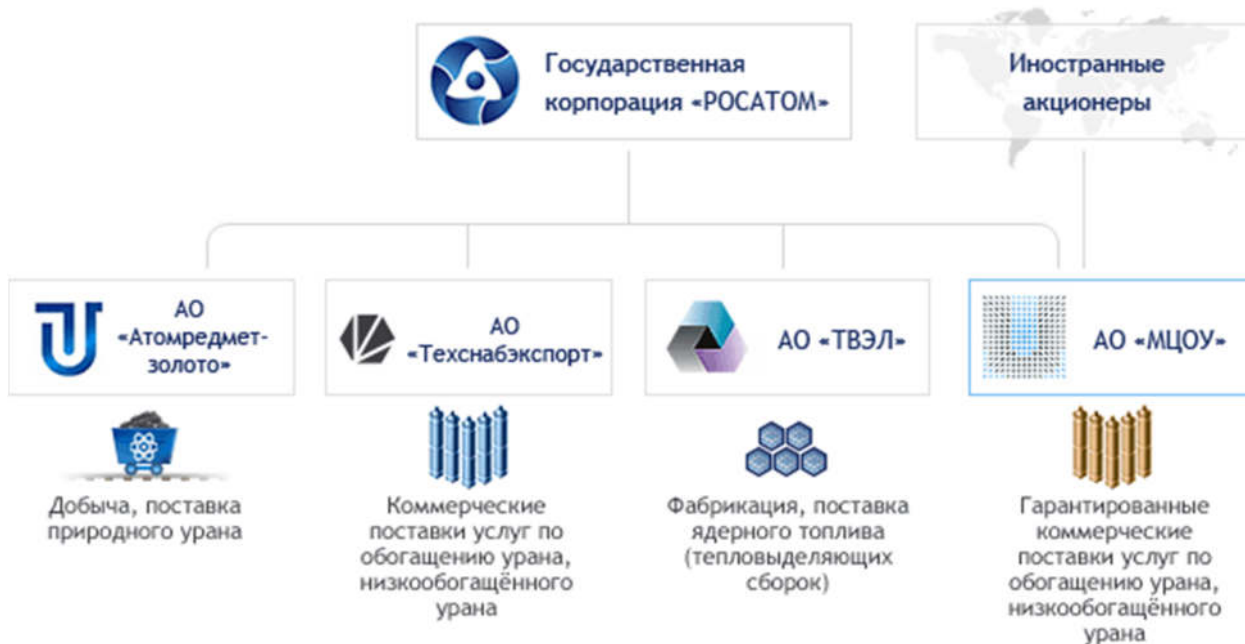 Государственная
корпорация «РОСАТОМ»
Иностранные
акционеры
АО
«Атомредмет-
золото»
АО
«Техснабэкспорт»
АО «ТВЭЛ»
АО «МЦОУ»
Добыча, поставка
природного урана
Коммерческие
поставки услуг по
обогащению урана,
низкообогащённого
урана
Фабрикация, поставка
ядерного топлива
(тепловыделяющих
сборок)
Гарантированные
коммерческие
поставки услуг по
обогащению урана,
низкообогащённого
урана